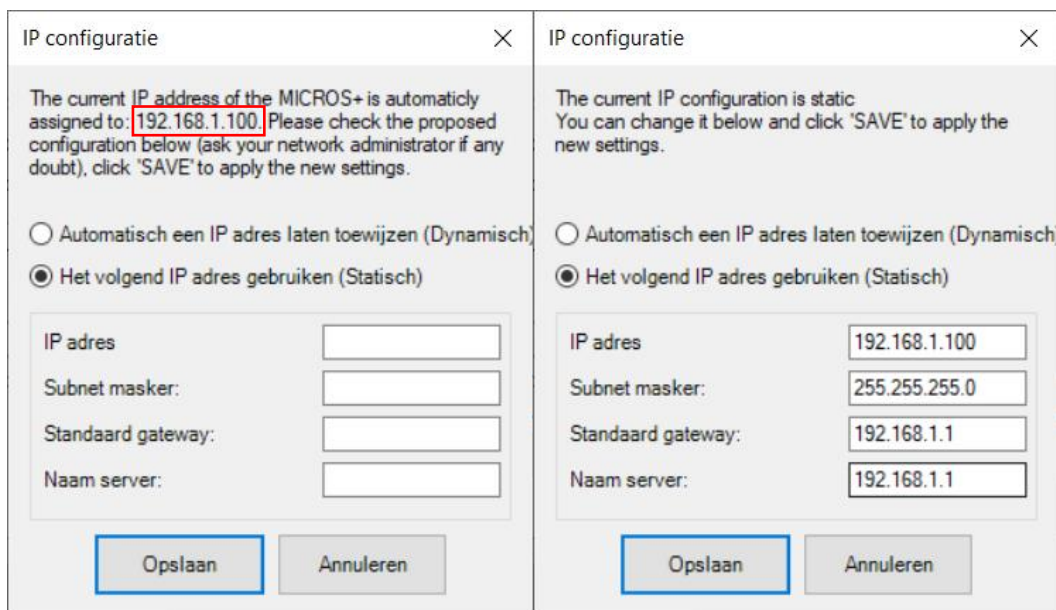 IP configuratie
The current IP address of the MICROS+ is automaticly
assigned to: 192.168.1.100. Please check the proposed
configuration below (ask your network administrator if any
doubt), click 'SAVE' to apply the new settings.
Automatisch een IP adres laten toewijzen (Dynamisch)
Het volgend IP adres gebruiken (Statisch)
IP adres
Subnet masker:
Standaard gateway:
Naam server:
Opslaan
Annuleren
IP configuratie
The current IP configuration is static
You can change it below and click 'SAVE' to apply the
new settings.
Automatisch een IP adres laten toewijzen (Dynamisch
Het volgend IP adres gebruiken (Statisch)
IP adres 192.168.1.100
Subnet masker: 255.255.255.0
Standaard gateway: 192.168.1.1
Naam server: 192.168.1.1
Opslaan
Annuleren